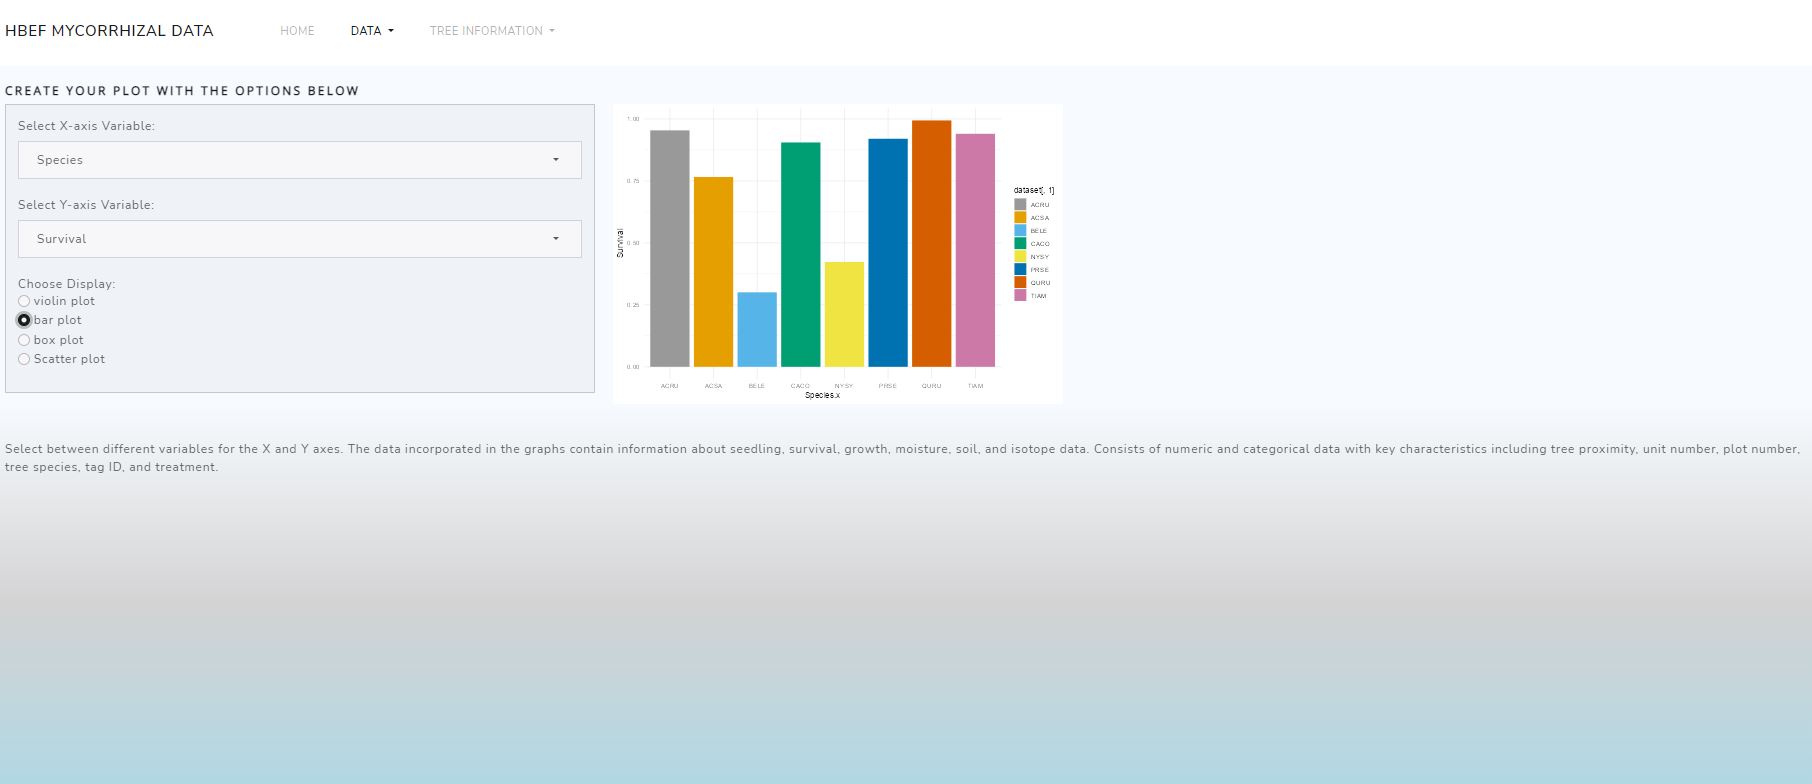 HBEF MYCORRHIZAL DATA HOME DATA TREE INFORMATION
CREATE YOUR PLOT WITH THE OPTIONS BELOW
Select X-axis Variable:
Species
Select Y-axis Variable:
Survival
Choose Display:
violin plot
bar plot
box plot
Scatter plot
1.00
0.75
0.50
0.25
0.00
Survival
ACRU ACSA BELE CACO NYSY PRSE QURU TIAM
Species.x
dataset[, 1]
ACRU
ACSA
BELE
CACO
NYSY
PRSE
QURU
TIAM
Select between different variables for the X and Y axes. The data incorporated in the graphs contain information about seedling, survival, growth, moisture, soil, and isotope data. Consists of numeric and categorical data with key characteristics including tree proximity, unit number, plot number,
tree species, tag ID, and treatment.